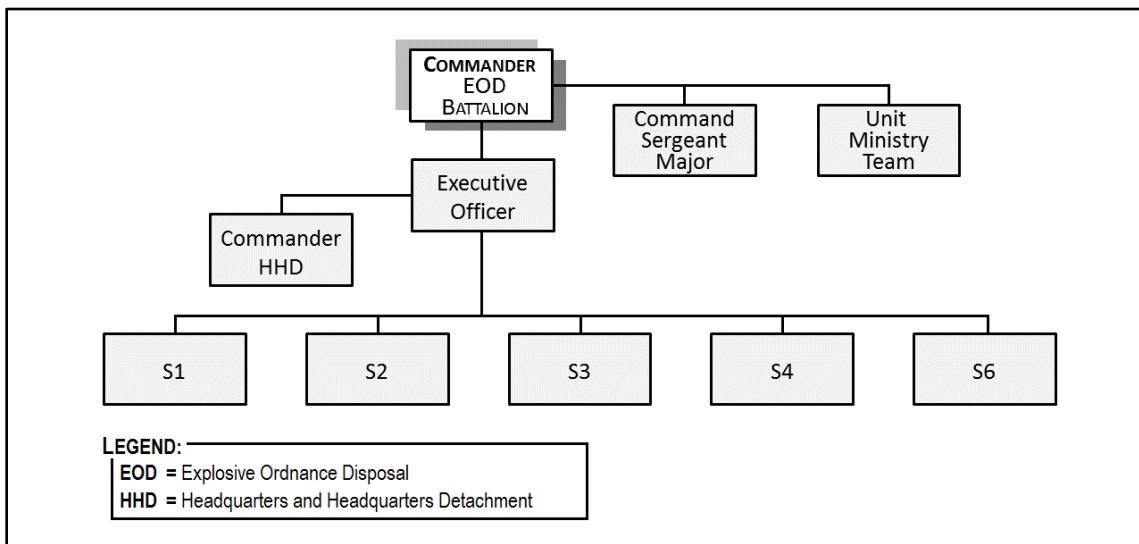 COMMANDER
EOD
BATTALION
Command
Sergeant
Major
Unit
Ministry
Team
Executive
Officer
Commander
HHD
S1
S2
S3
S4
S6
LEGEND:
EOD = Explosive Ordnance Disposal
HHD = Headquarters and Headquarters Detachment